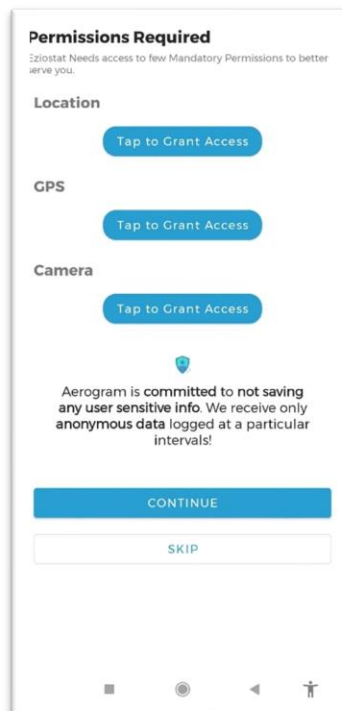 Permissions Required
Eziostat Needs access to few Mandatory Permissions to better
serve you.
Location
Tap to Grant Access
GPS
Tap to Grant Access
Camera
Tap to Grant Access
Aerogram is committed to not saving
any user sensitive info. We receive only
anonymous data logged at a particular
intervals!
CONTINUE
SKIP